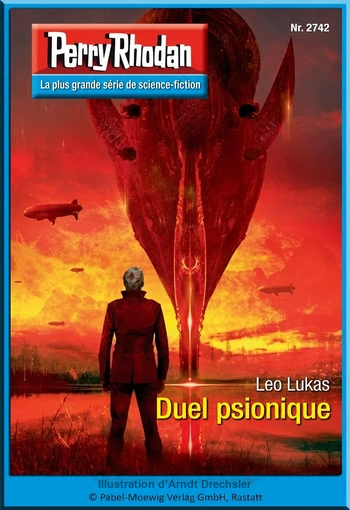 Nr. 2742
Perry Rhodan
La plus grande série de science-fiction
Leo Lukas
Duel psionique
Illustration d'Arndt Drechsler
© Pabel-Moewig Verlag GmbH, Rastatt